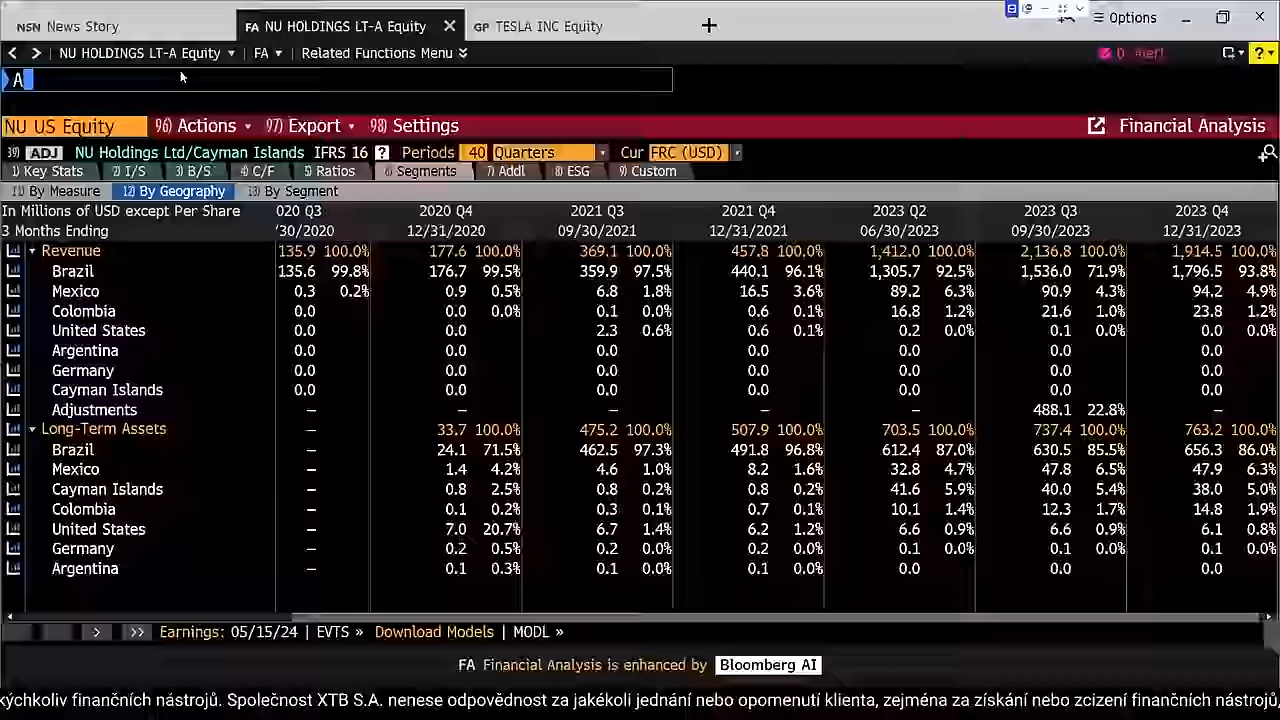 NSN News Story FA NU HOLDINGS LT-A Equity ✕ GP TESLA INC Equity + Options
NU HOLDINGS LT-A Equity FA Related Functions Menu
A
NU US Equity 96) Actions 97) Export 98) Settings Financial Analysis
39) ADJ NU Holdings Ltd/Cayman Islands IFRS 16 ? Periods 40 Quarters Cur FRC (USD)
1) Key Stats 2) I/S 3) B/S 4) C/F 5) Ratios 6) Segments 7) Addl 8) ESG 9) Custom
11) By Measure 12) By Geography 13) By Segment
In Millions of USD except Per Share 020 Q3 2020 Q4 2021 Q3 2021 Q4 2023 Q2 2023 Q3 2023 Q4
3 Months Ending /30/2020 12/31/2020 09/30/2021 12/31/2021 06/30/2023 09/30/2023 12/31/2023
Revenue 135.9 100.0% 177.6 100.0% 369.1 100.0% 457.8 100.0% 1,412.0 100.0% 2,136.8 100.0% 1,914.5 100.0%
Brazil 135.6 99.8% 176.7 99.5% 359.9 97.5% 440.1 96.1% 1,305.7 92.5% 1,536.0 71.9% 1,796.5 93.8%
Mexico 0.3 0.2% 0.9 0.5% 6.8 1.8% 16.5 3.6% 89.2 6.3% 90.9 4.3% 94.2 4.9%
Colombia 0.0 0.0 0.0% 0.1 0.0% 0.6 0.1% 16.8 1.2% 21.6 1.0% 23.8 1.2%
United States 0.0 0.0 2.3 0.6% 0.6 0.1% 0.2 0.0% 0.1 0.0% 0.0 0.0%
Argentina 0.0 0.0 0.0 0.0 0.0 0.0 0.0
Germany 0.0 0.0 0.0 0.0 0.0 0.0 0.0
Cayman Islands 0.0 0.0 0.0 0.0 0.0 0.0 0.0
Adjustments – – – – – 488.1 22.8% –
Long-Term Assets – 33.7 100.0% 475.2 100.0% 507.9 100.0% 703.5 100.0% 737.4 100.0% 763.2 100.0%
Brazil – 24.1 71.5% 462.5 97.3% 491.8 96.8% 612.4 87.0% 630.5 85.5% 656.3 86.0%
Mexico – 1.4 4.2% 4.6 1.0% 8.2 1.6% 32.8 4.7% 47.8 6.5% 47.9 6.3%
Cayman Islands – 0.8 2.5% 0.8 0.2% 0.8 0.2% 41.6 5.9% 40.0 5.4% 38.0 5.0%
Colombia – 0.1 0.2% 0.3 0.1% 0.7 0.1% 10.1 1.4% 12.3 1.7% 14.8 1.9%
United States – 7.0 20.7% 6.7 1.4% 6.2 1.2% 6.6 0.9% 6.6 0.9% 6.1 0.8%
Germany – 0.2 0.5% 0.2 0.0% 0.2 0.0% 0.1 0.0% 0.1 0.0% 0.1 0.0%
Argentina – 0.1 0.3% 0.1 0.0% 0.1 0.0% 0.0 0.0 0.0
> >> Earnings: 05/15/24 | EVTS » Download Models | MODL »
FA Financial Analysis is enhanced by Bloomberg AI
kýchkoliv finančních nástrojů. Společnost XTB S.A. nenese odpovědnost za jakékoli jednání nebo opomenutí klienta, zejména za získání nebo zcizení finančních nástrojů,